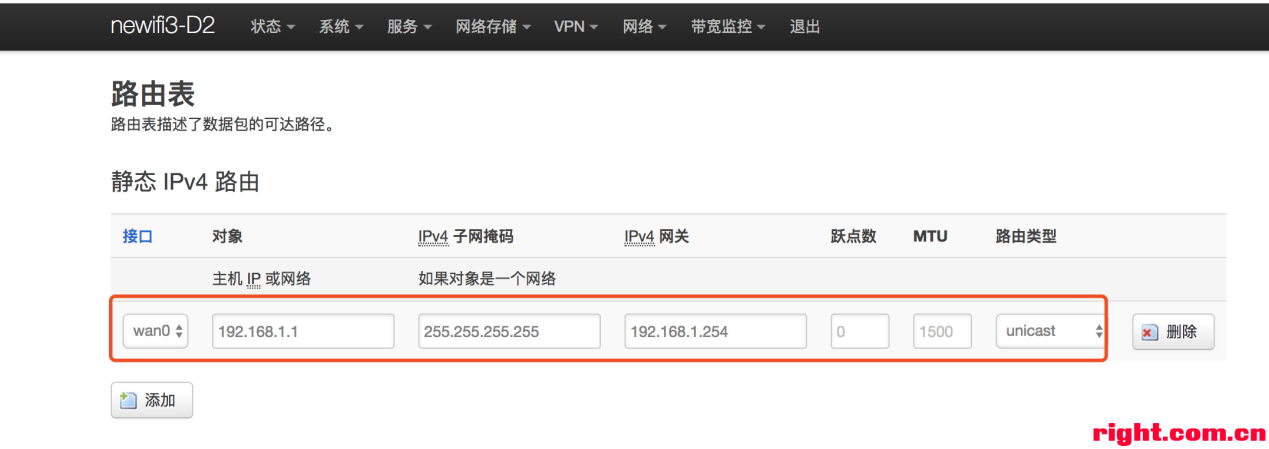 newifi3-D2 状态 系统 服务 网络存储 VPN 网络 带宽监控 退出
路由表
路由表描述了数据包的可达路径。
静态 IPv4 路由
接口 对象 IPv4 子网掩码 IPv4 网关 跃点数 MTU 路由类型
主机 IP 或网络 如果对象是一个网络
wan0 192.168.1.1 255.255.255.255 192.168.1.254 0 1500 unicast 删除
添加
right.com.cn